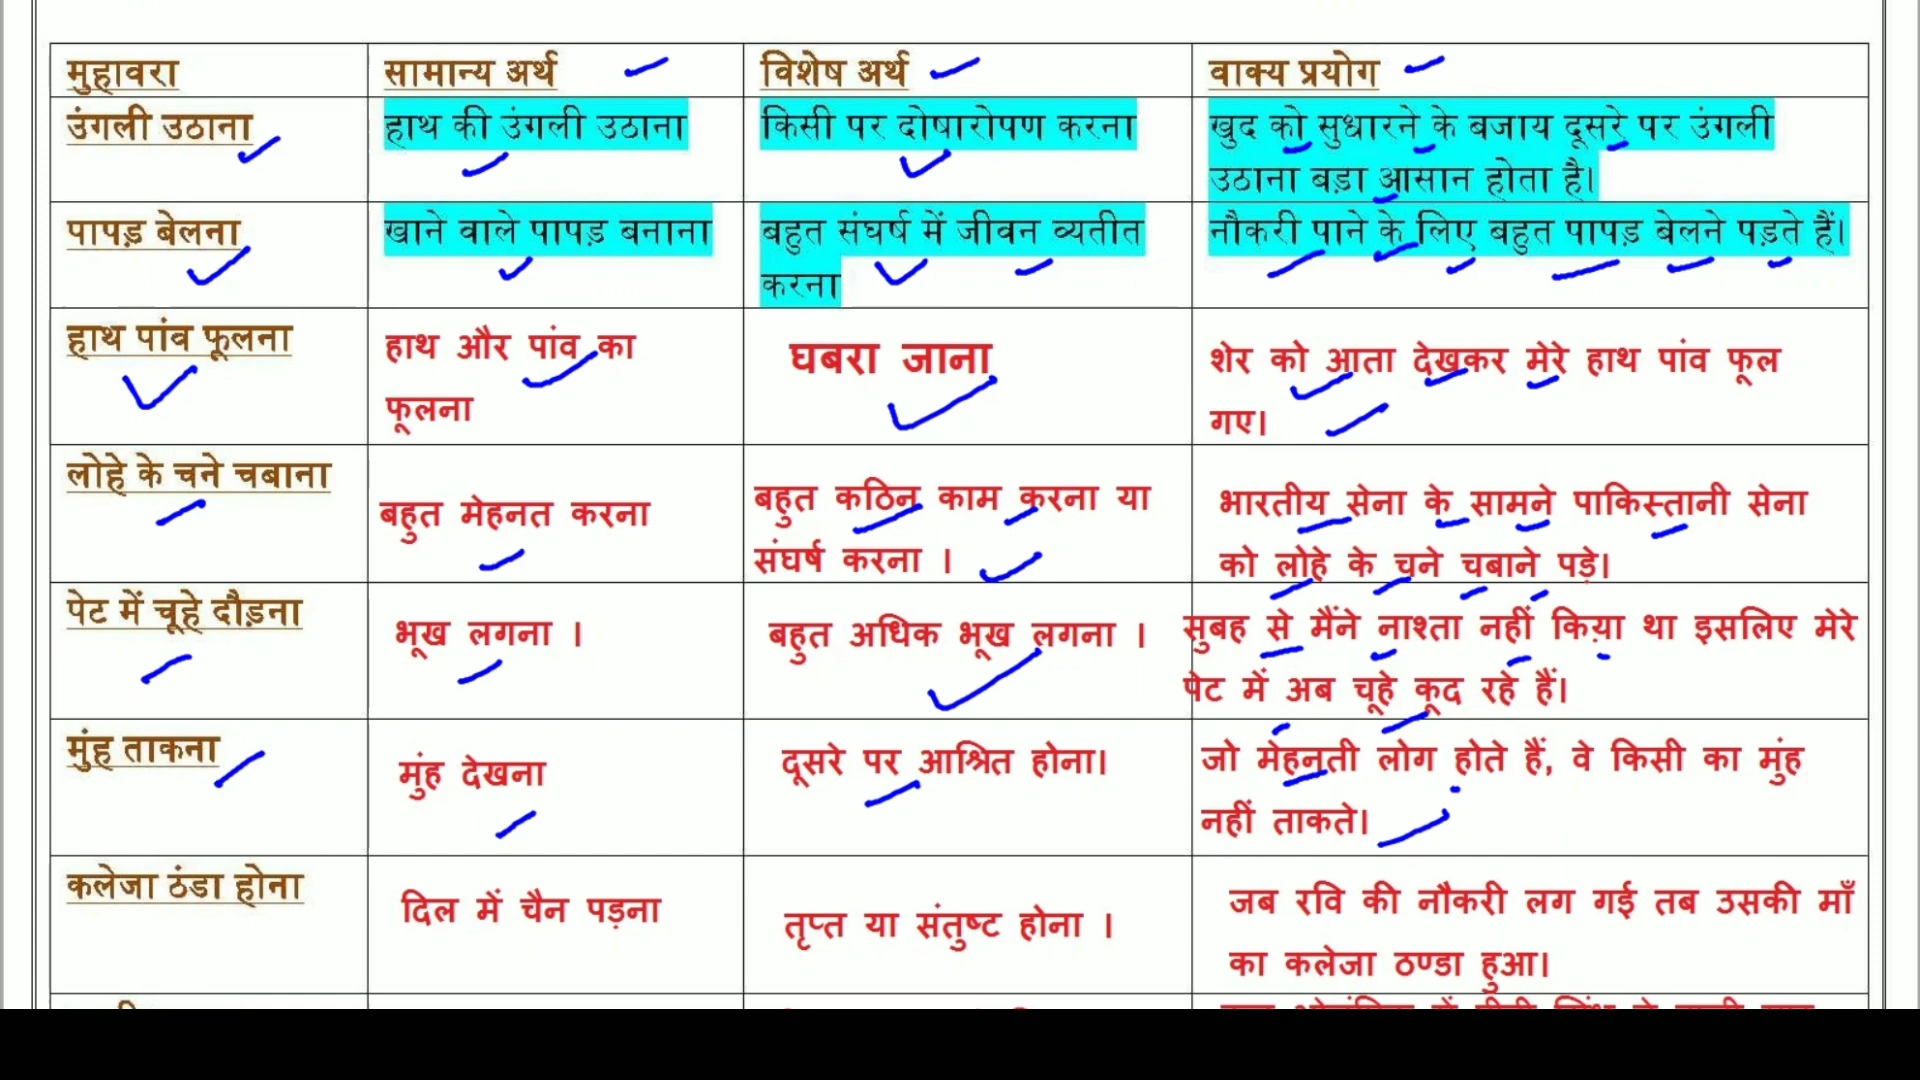 मुहावरा सामान्य अर्थ विशेष अर्थ वाक्य प्रयोग
उंगली उठाना हाथ की उंगली उठाना किसी पर दोषारोपण करना खुद को सुधारने के बजाय दूसरे पर उंगली
उठाना बड़ा आसान होता है।
पापड़ बेलना खाने वाले पापड़ बनाना बहुत संघर्ष में जीवन व्यतीत नौकरी पाने के लिए बहुत पापड़ बेलने पड़ते हैं।
करना
हाथ पांव फूलना हाथ और पांव का घबरा जाना शेर को आता देखकर मेरे हाथ पांव फूल
फूलना गए।
लोहे के चने चबाना बहुत मेहनत करना बहुत कठिन काम करना या भारतीय सेना के सामने पाकिस्तानी सेना
संघर्ष करना । को लोहे के चने चबाने पड़े।
पेट में चूहे दौड़ना भूख लगना । बहुत अधिक भूख लगना । सुबह से मैंने नाश्ता नहीं किया था इसलिए मेरे
पेट में अब चूहे कूद रहे हैं।
मुंह ताकना मुंह देखना दूसरे पर आश्रित होना। जो मेहनती लोग होते हैं, वे किसी का मुंह
नहीं ताकते।
कलेजा ठंडा होना दिल में चैन पड़ना तृप्त या संतुष्ट होना । जब रवि की नौकरी लग गई तब उसकी माँ
का कलेजा ठण्डा हुआ।